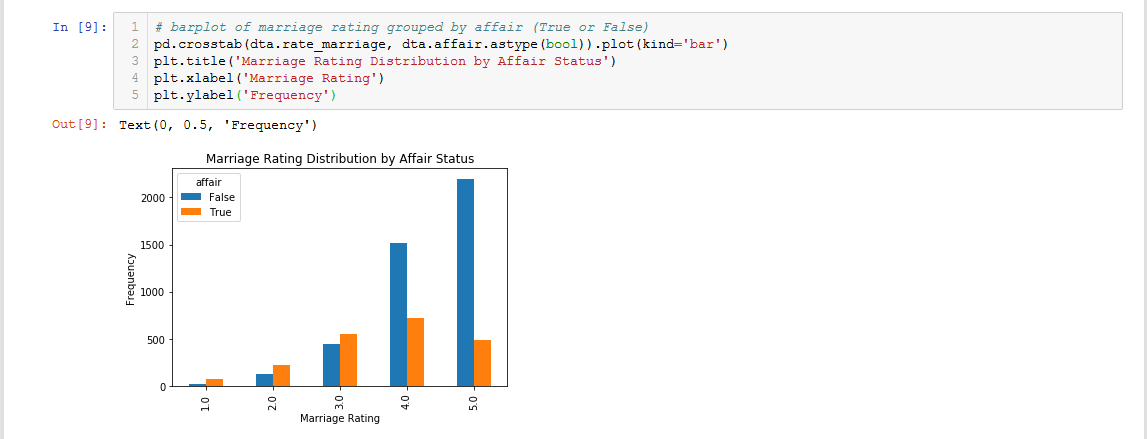 In [9]:
1 # barplot of marriage rating grouped by affair (True or False)
2 pd.crosstab(dta.rate_marriage, dta.affair.astype(bool)).plot(kind='bar')
3 plt.title('Marriage Rating Distribution by Affair Status')
4 plt.xlabel('Marriage Rating')
5 plt.ylabel('Frequency')
Out[9]: Text(0, 0.5, 'Frequency')
Marriage Rating Distribution by Affair Status
affair
False
True
2000
1500
1000
500
0
Frequency
1.0
2.0
3.0
4.0
5.0
Marriage Rating